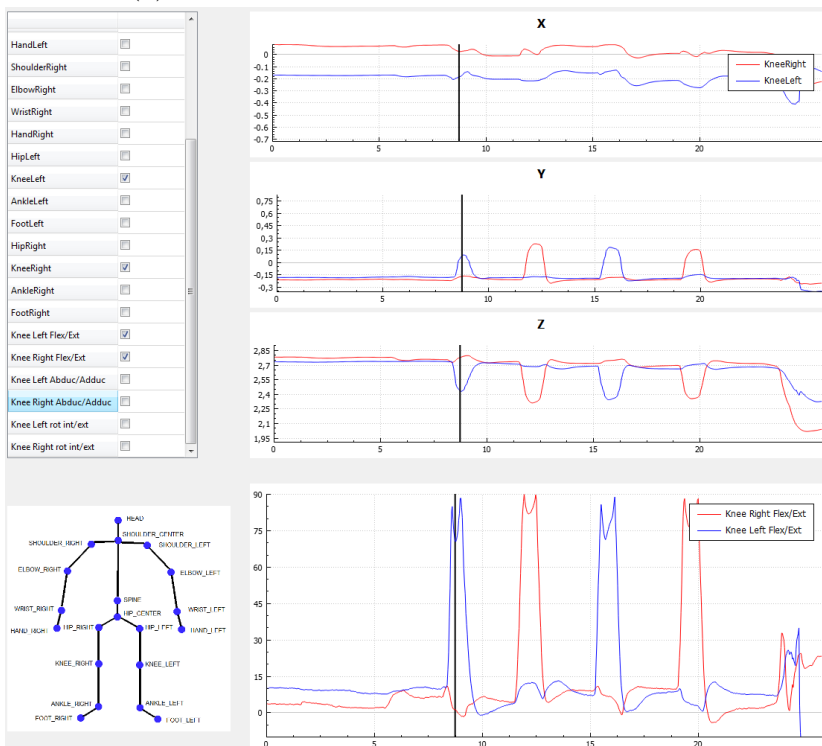 HandLeft
ShoulderRight
ElbowRight
WristRight
HandRight
HipLeft
KneeLeft
AnkleLeft
FootLeft
HipRight
KneeRight
AnkleRight
FootRight
Knee Left Flex/Ext
Knee Right Flex/Ext
Knee Left Abduc/Adduc
Knee Right Abduc/Adduc
Knee Left rot int/ext
Knee Right rot int/ext
X
KneeRight
KneeLeft
0
-0.1
-0.2
-0.3
-0.4
-0.5
-0.6
-0.7
0 5 10 15 20
Y
0,75
0,6
0,45
0,3
0,15
0
-0,15
-0,3
0 5 10 15 20
Z
2,85
2,7
2,55
2,4
2,25
2,1
1,95
0 5 10 15 20
HEAD
SHOULDER_CENTER
SHOULDER_RIGHT
SHOULDER_LEFT
ELBOW_RIGHT
ELBOW_LEFT
SPINE
WRIST_RIGHT
HIP_CENTER
WRIST_LEFT
HAND_RIGHT
HIP_RIGHT
HIP_LEFT
HAND_LEFT
KNEE_RIGHT
KNEE_LEFT
ANKLE_RIGHT
ANKLE_LEFT
FOOT_RIGHT
FOOT_LEFT
Knee Right Flex/Ext
Knee Left Flex/Ext
90
75
60
45
30
15
0
0 5 10 15 20